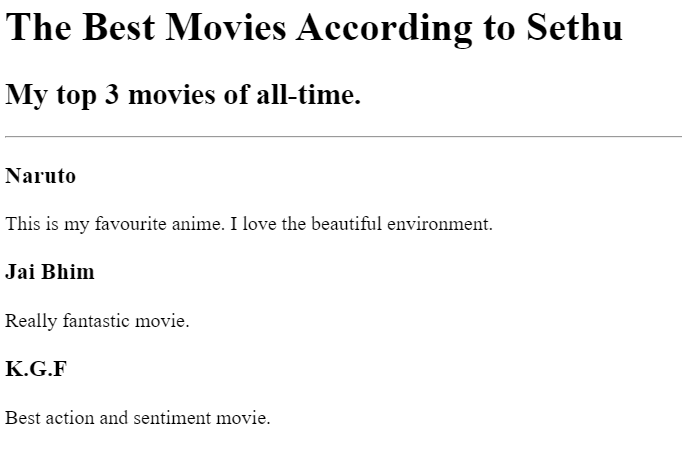 The Best Movies According to Sethu
My top 3 movies of all-time.
Naruto
This is my favourite anime. I love the beautiful environment.
Jai Bhim
Really fantastic movie.
K.G.F
Best action and sentiment movie.